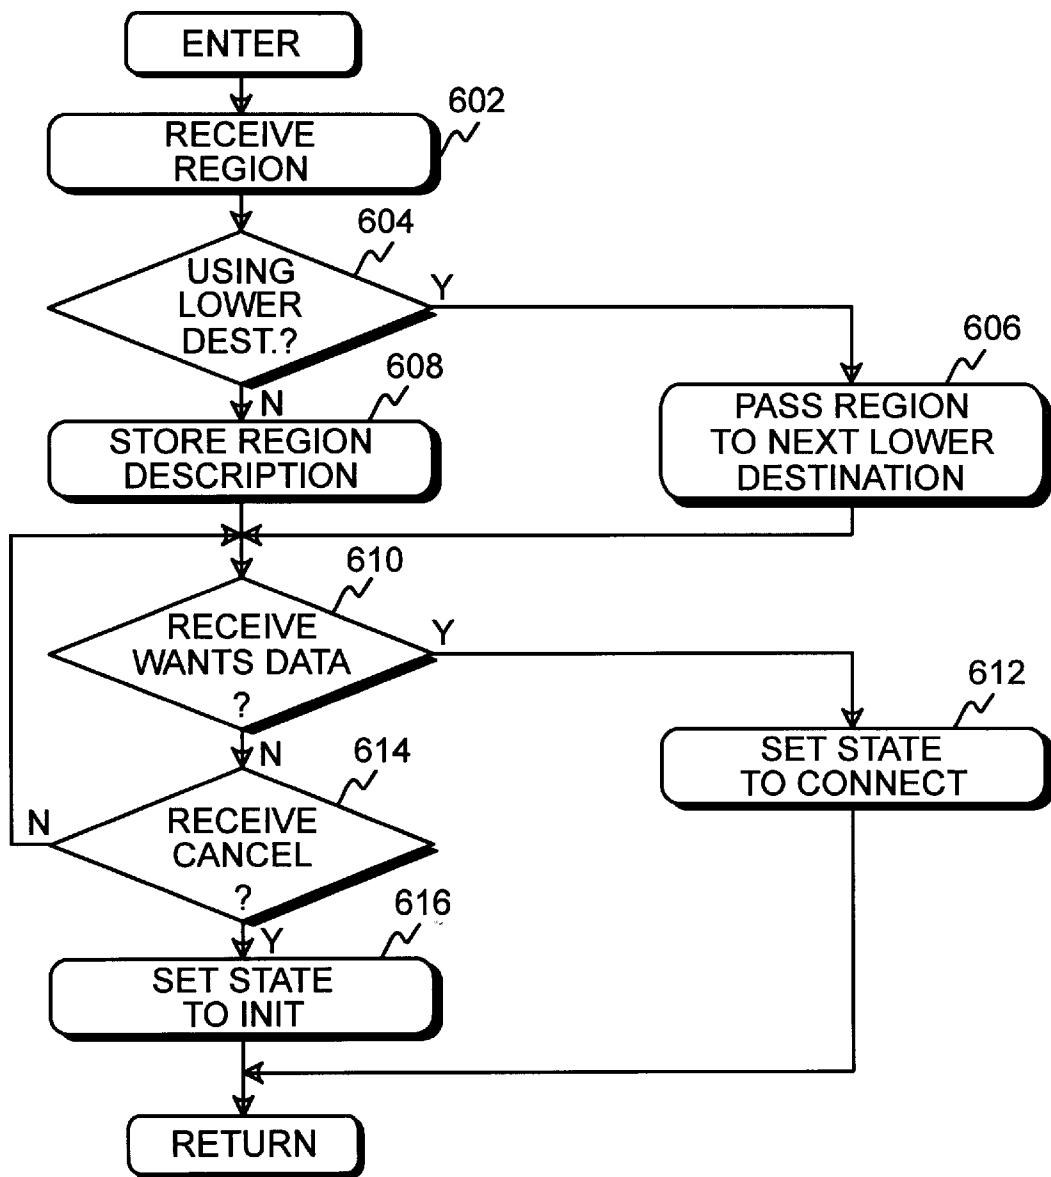 ENTER
602
RECEIVE
REGION
604
USING
LOWER
DEST.?
Y
606
PASS REGION
TO NEXT LOWER
DESTINATION
N
608
STORE REGION
DESCRIPTION
610
RECEIVE
WANTS DATA
?
Y
612
SET STATE
TO CONNECT
N
614
RECEIVE
CANCEL
?
N
Y
616
SET STATE
TO INIT
RETURN